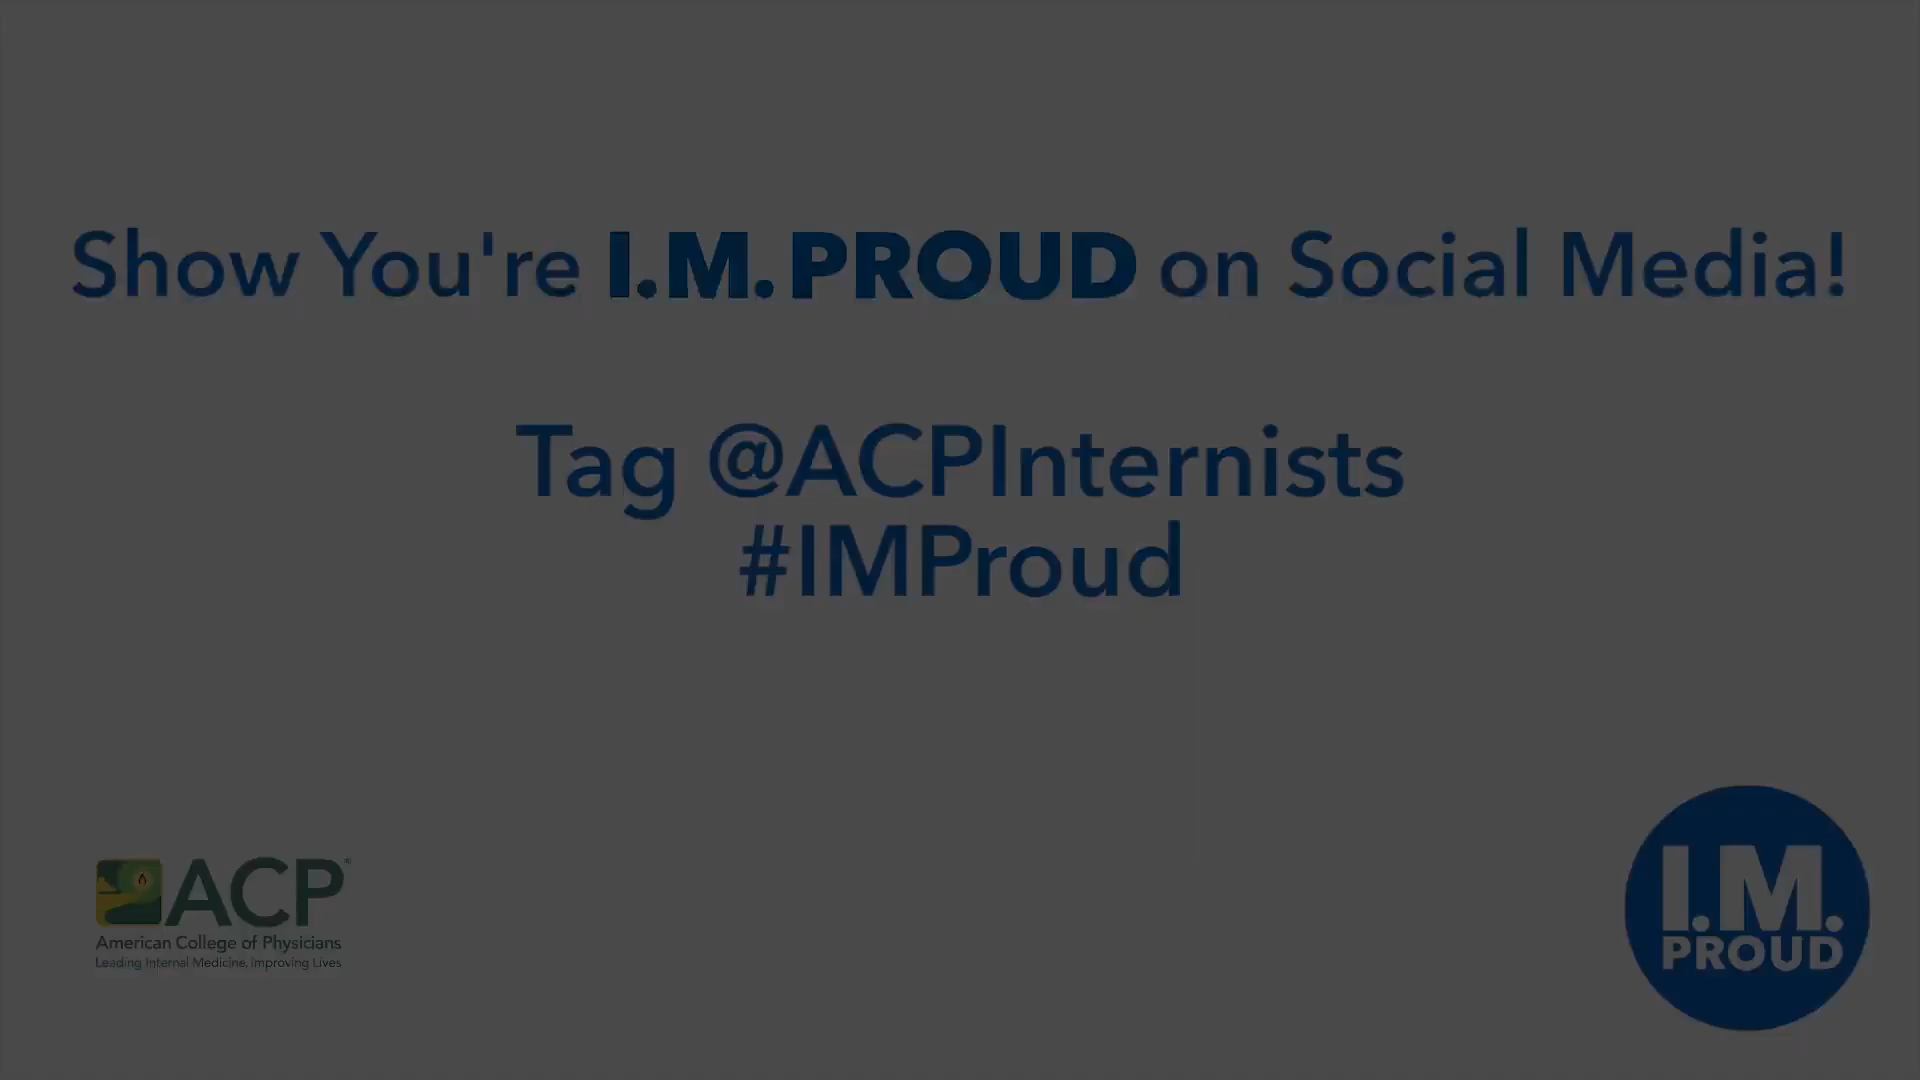 Show You're I.M. PROUD on Social Media!
Tag @ACPInternists
#IMProud
ACP®
American College of Physicians
Leading Internal Medicine, Improving Lives
I.M.
PROUD